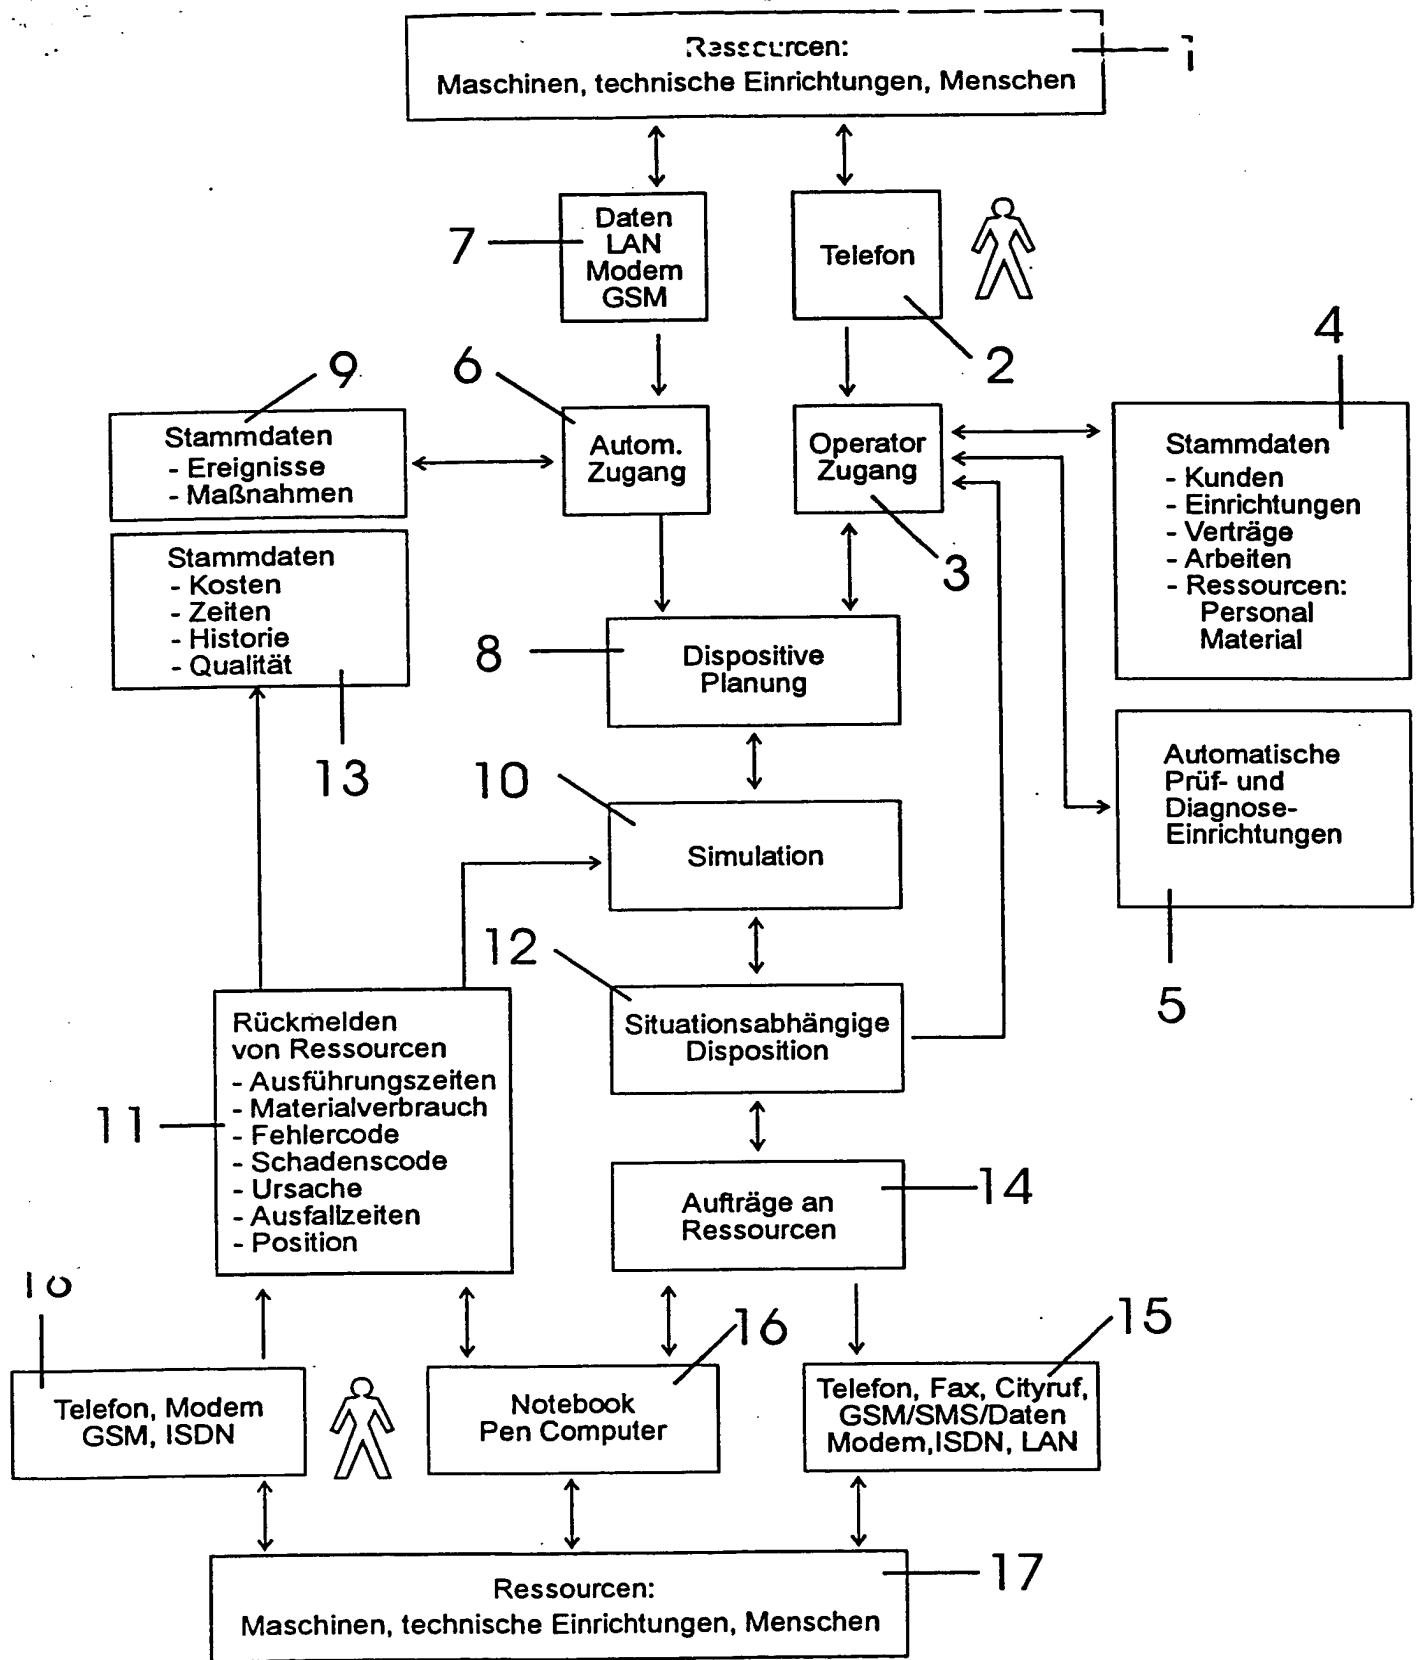 Ressourcen:
1
Maschinen, technische Einrichtungen, Menschen
7
Daten
LAN
Modem
GSM
Telefon
2
4
9
6
Stammdaten
- Ereignisse
- Maßnahmen
Autom.
Zugang
Operator
Zugang
3
Stammdaten
- Kunden
- Einrichtungen
- Verträge
- Arbeiten
- Ressourcen:
Personal
Material
Stammdaten
- Kosten
- Zeiten
- Historie
- Qualität
13
8
Dispositive
Planung
Automatische
Prüf- und
Diagnose-
Einrichtungen
5
10
Simulation
12
Situationsabhängige
Disposition
11
Rückmelden
von Ressourcen
- Ausführungszeiten
- Materialverbrauch
- Fehlercode
- Schadenscode
- Ursache
- Ausfallzeiten
- Position
Aufträge an
Ressourcen
14
16
15
Telefon, Modem
GSM, ISDN
Notebook
Pen Computer
Telefon, Fax, Cityruf,
GSM/SMS/Daten
Modem,ISDN, LAN
17
Ressourcen:
Maschinen, technische Einrichtungen, Menschen